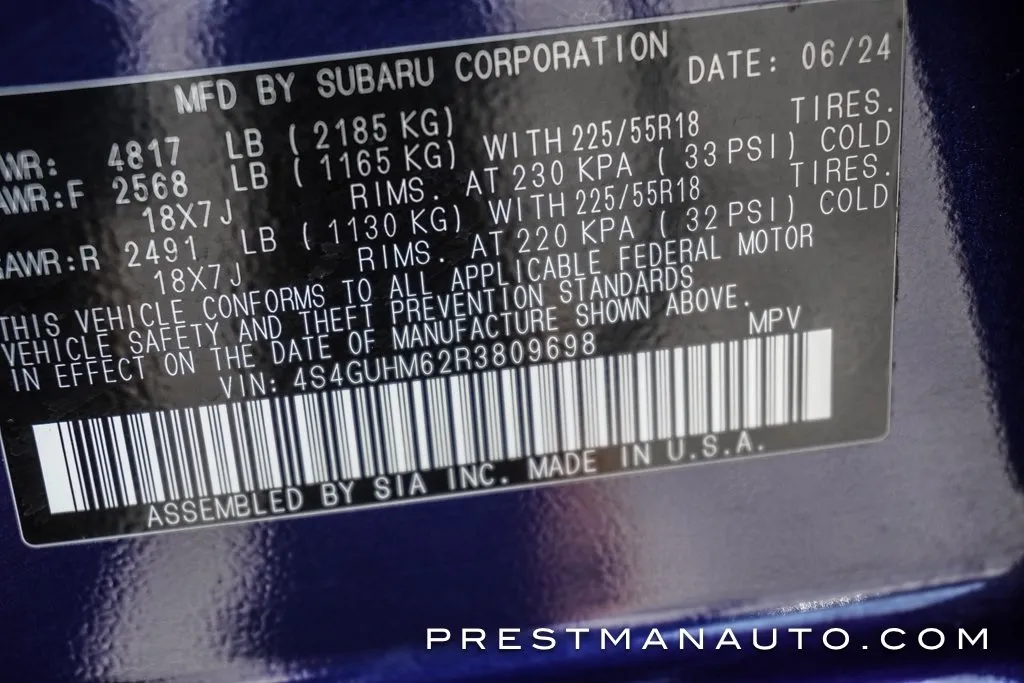 MFD BY SUBARU CORPORATION DATE: 06/24
WR: 4817 LB ( 2185 KG)
AWR:F 2568 LB ( 1165 KG) WITH 225/55R18 TIRES.
18X7J RIMS. AT 230 KPA ( 33 PSI) COLD
AWR:R 2491 LB ( 1130 KG) WITH 225/55R18 TIRES.
18X7J RIMS. AT 220 KPA ( 32 PSI) COLD
THIS VEHICLE CONFORMS TO ALL APPLICABLE FEDERAL MOTOR
VEHICLE SAFETY AND THEFT PREVENTION STANDARDS
IN EFFECT ON THE DATE OF MANUFACTURE SHOWN ABOVE.
VIN: 4S4GUHM62R3809698 MPV
ASSEMBLED BY SIA INC. MADE IN U.S.A.
PRESTMANAUTO.COM